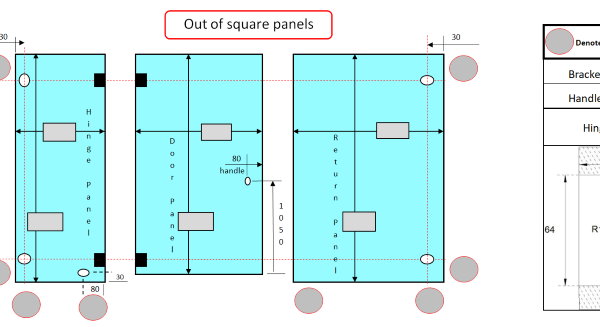 Out of square panels
30
30
Denote
Bracke
Handle
Hin
Hinge Panel
Door Panel
Return Panel
80
handle
1050
64
R
30
80